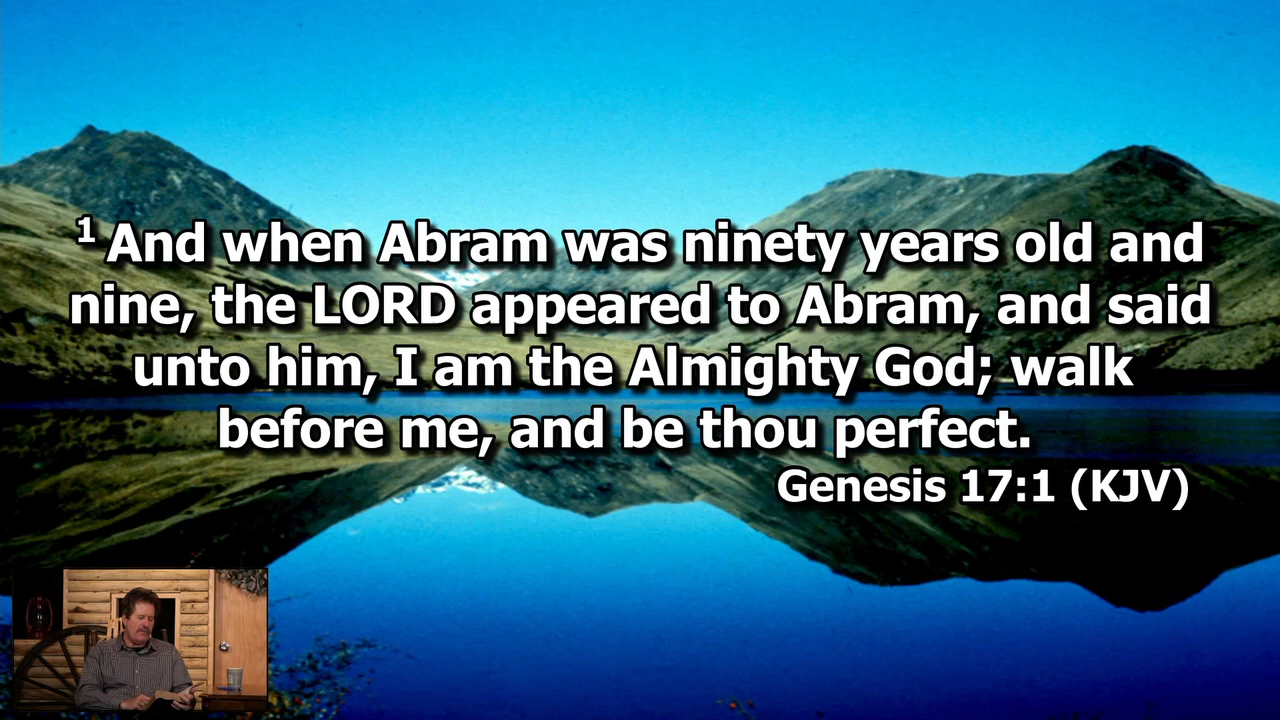 1 And when Abram was ninety years old and
nine, the LORD appeared to Abram, and said
unto him, I am the Almighty God; walk
before me, and be thou perfect.
Genesis 17:1 (KJV)